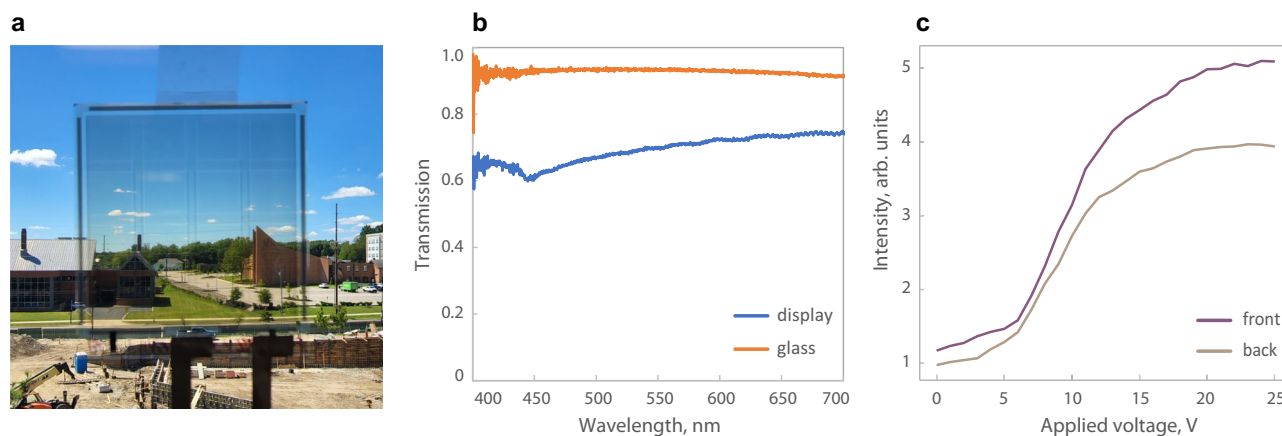 a
b
c
1.0
0.8
0.6
0.4
0.2
0
400 450 500 550 600 650 700
Transmission
Wavelength, nm
display
glass
5
4
3
2
1
0 5 10 15 20 25
Intensity, arb. units
Applied voltage, V
front
back